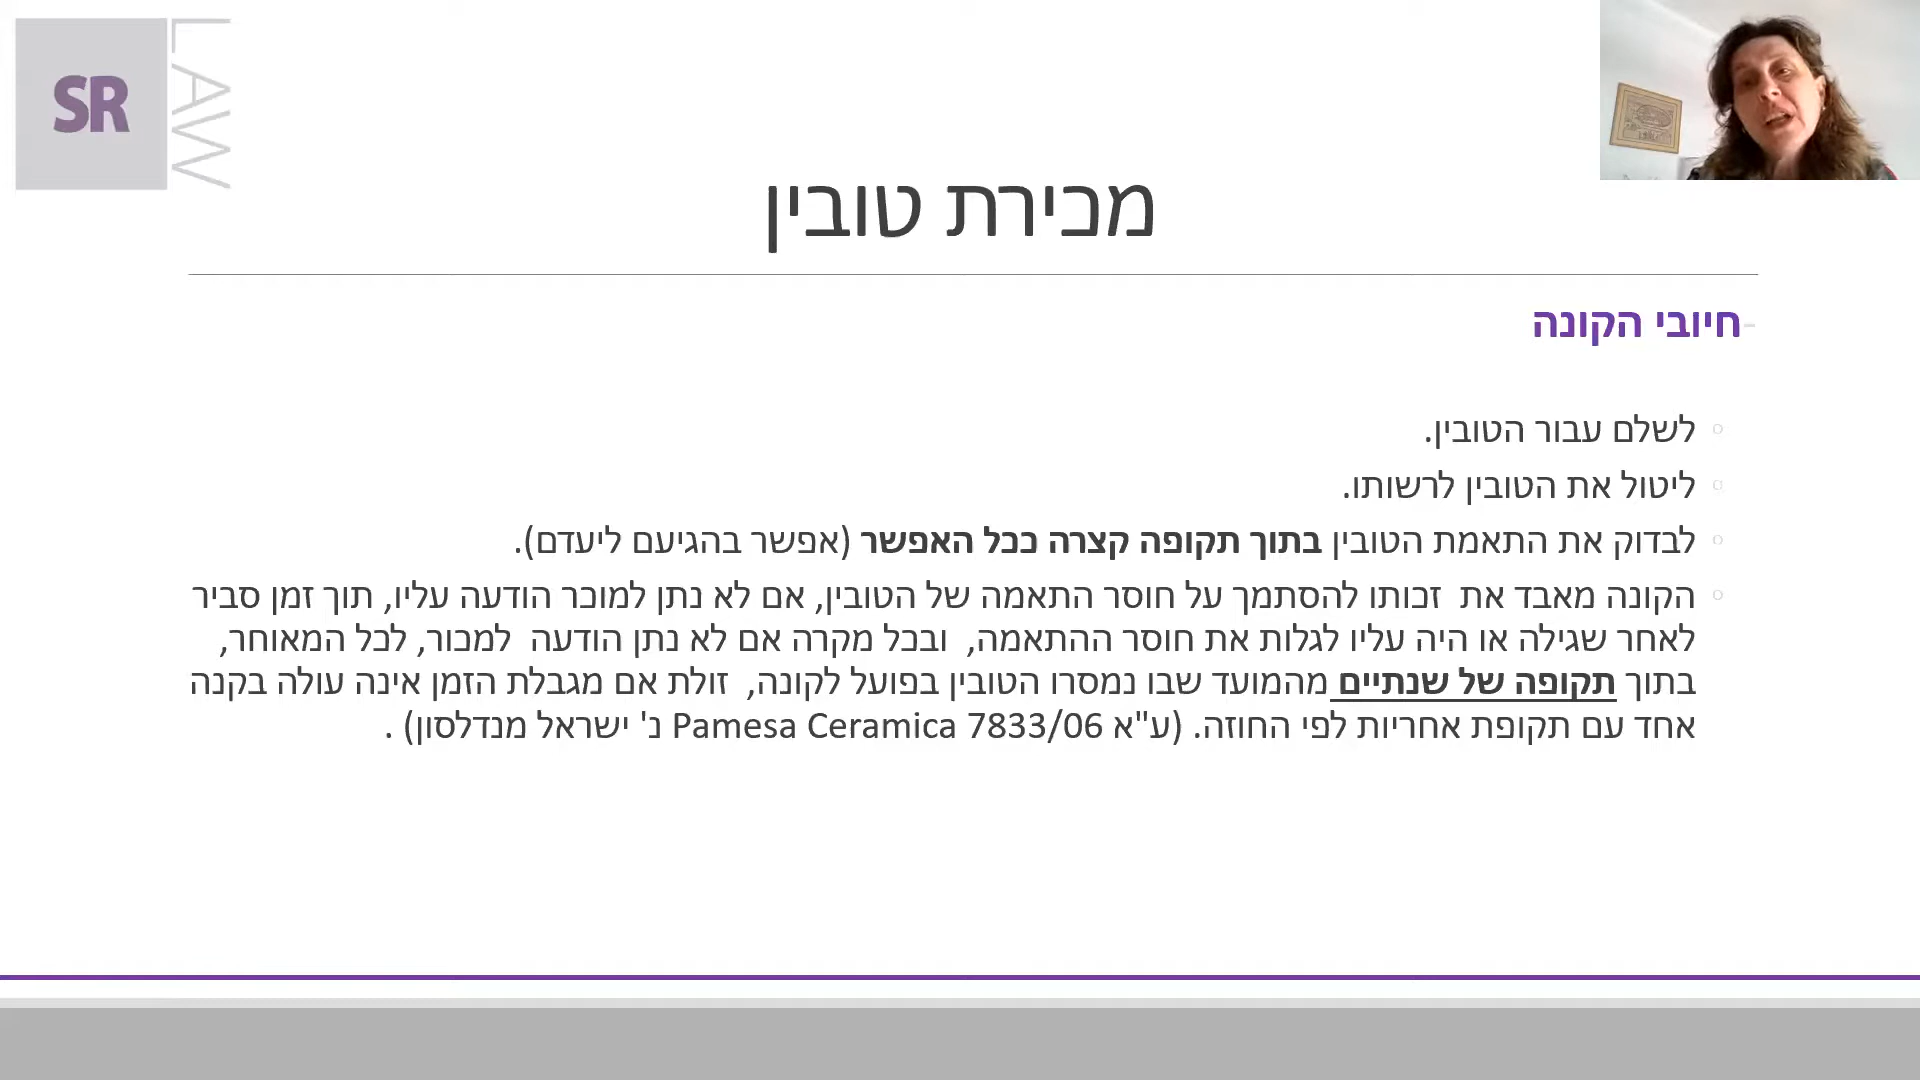 SR
LAW
מכירת טובין
-חיובי הקונה
לשלם עבור הטובין.
ליטול את הטובין לרשותו.
לבדוק את התאמת הטובין בתוך תקופה קצרה ככל האפשר (אפשר בהגיעם ליעדם).
הקונה מאבד את זכותו להסתמך על חוסר התאמה של הטובין, אם לא נתן למוכר הודעה עליו, תוך זמן סביר
לאחר שגילה או היה עליו לגלות את חוסר ההתאמה, ובכל מקרה אם לא נתן הודעה למכור, לכל המאוחר,
בתוך תקופה של שנתיים מהמועד שבו נמסרו הטובין בפועל לקונה, זולת אם מגבלת הזמן אינה עולה בקנה
אחד עם תקופת אחריות לפי החוזה. (ע"א 7833/06 Pamesa Ceramica נ' ישראל מנדלסון) .